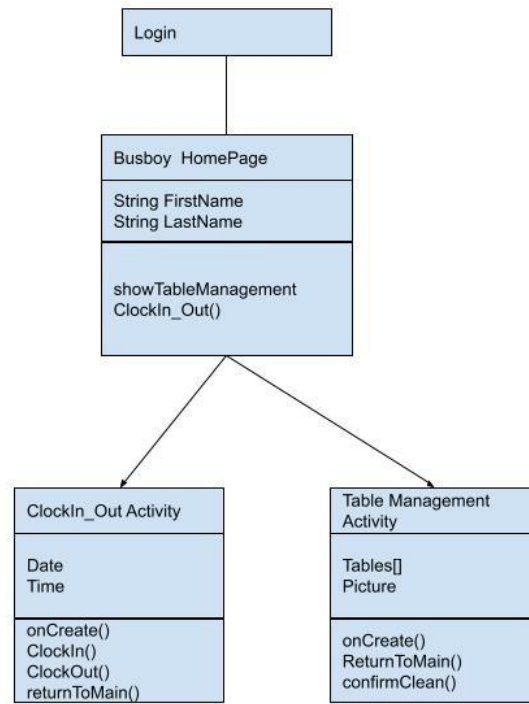 Login
Busboy HomePage
String FirstName
String LastName
showTableManagement
ClockIn_Out()
ClockIn_Out Activity
Date
Time
onCreate()
ClockIn()
ClockOut()
returnToMain()
Table Management
Activity
Tables[]
Picture
onCreate()
ReturnToMain()
confirmClean()